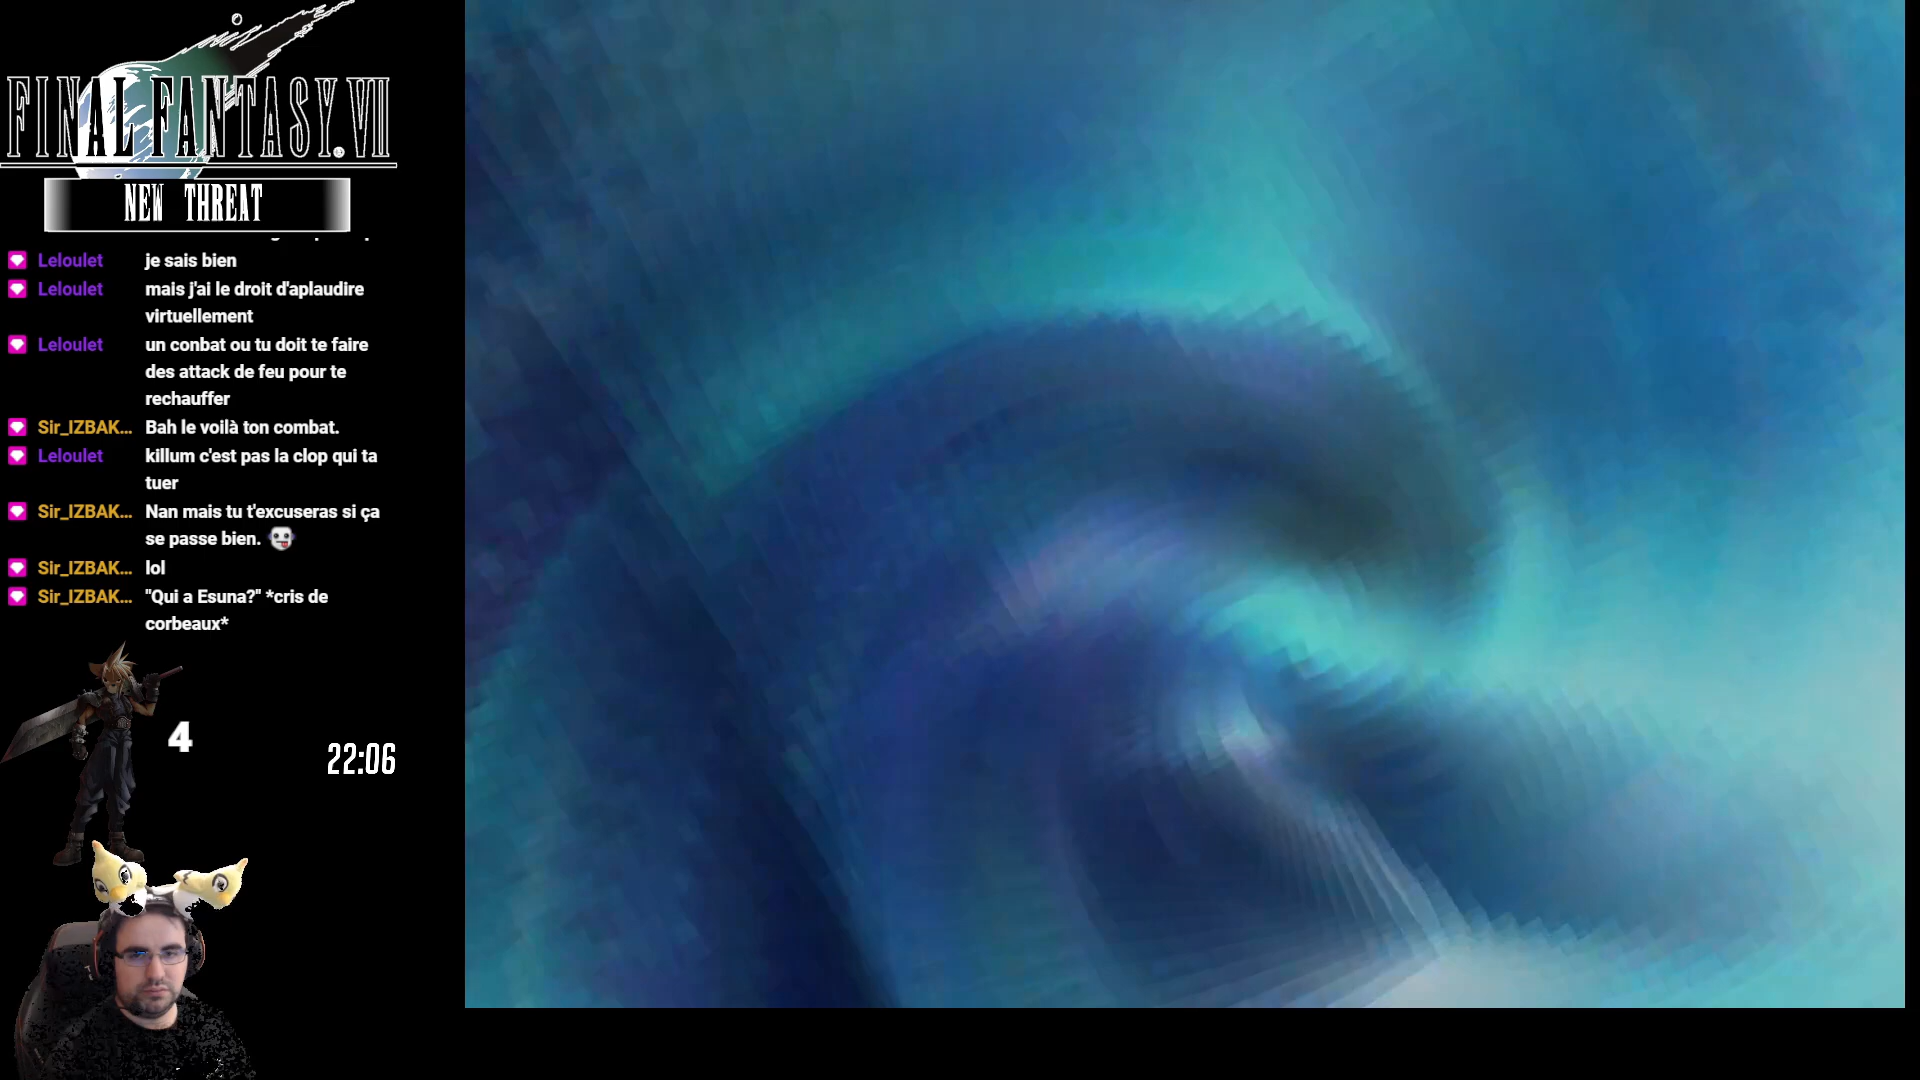 FINAL FANTASY.VII
NEW THREAT
Leloulet je sais bien
Leloulet mais j'ai le droit d'aplaudire
virtuellement
Leloulet un conbat ou tu doit te faire
des attack de feu pour te
rechauffer
Sir_IZBAK... Bah le voilà ton combat.
Leloulet killum c'est pas la clop qui ta
tuer
Sir_IZBAK... Nan mais tu t'excuseras si ça
se passe bien.
Sir_IZBAK... lol
Sir_IZBAK... "Qui a Esuna?" *cris de
corbeaux*
4
22:06